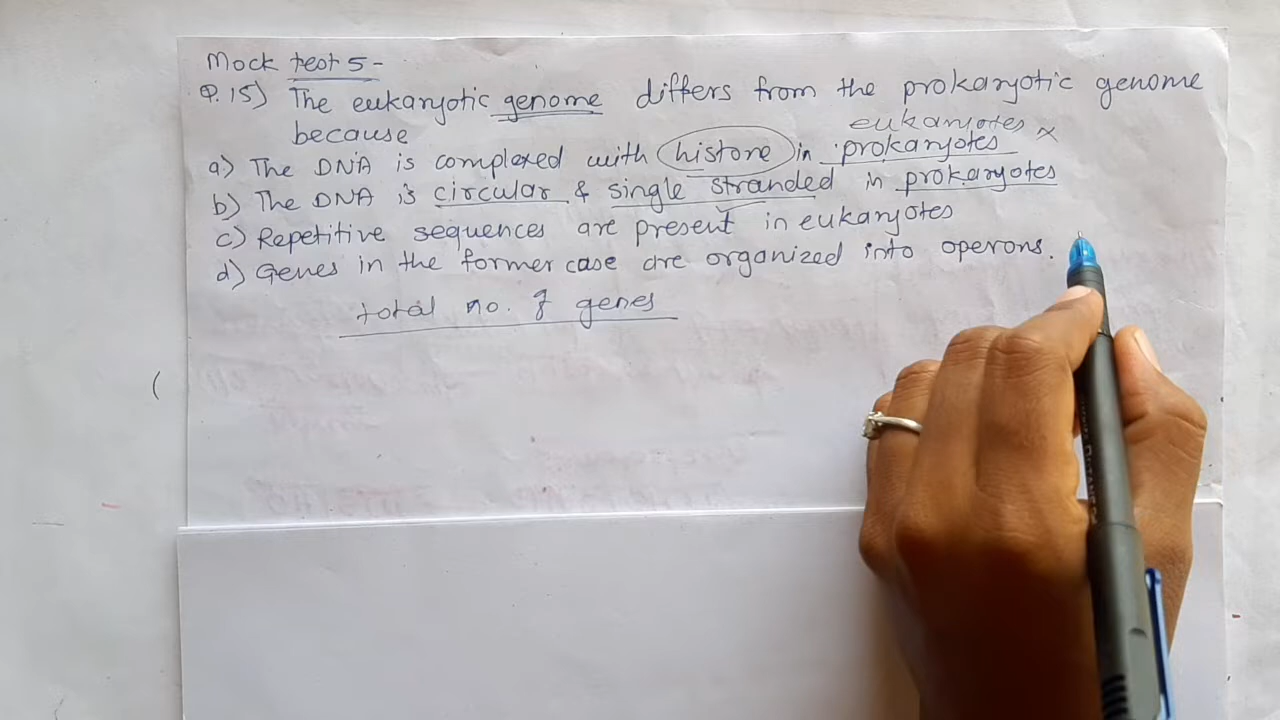 Mock test 5-
Q.15) The eukaryotic genome differs from the prokaryotic genome
because
eukaryotes x
a) The DNA is complexed with histone in prokaryotes
b) The DNA is circular & single stranded in prokaryotes
c) Repetitive sequences are present in eukaryotes
d) Genes in the former case are organized into operons.
total no. of genes